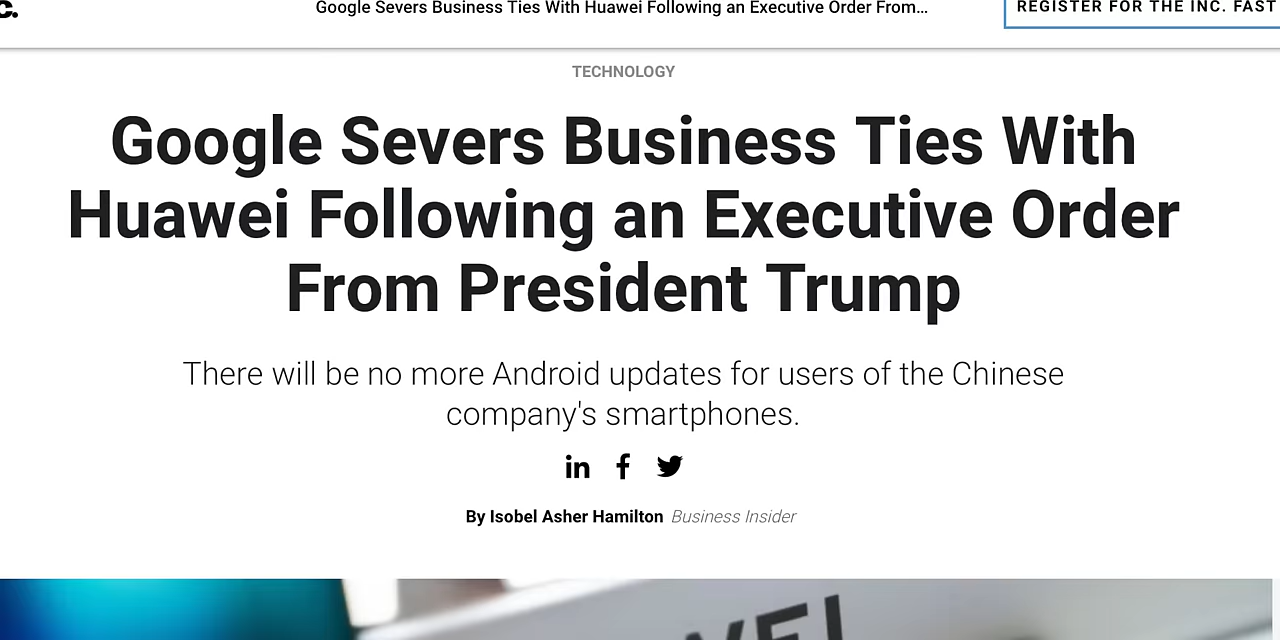 c.
Google Severs Business Ties With Huawei Following an Executive Order From...
REGISTER FOR THE INC. FAST
TECHNOLOGY
Google Severs Business Ties With
Huawei Following an Executive Order
From President Trump
There will be no more Android updates for users of the Chinese
company's smartphones.
By Isobel Asher Hamilton Business Insider